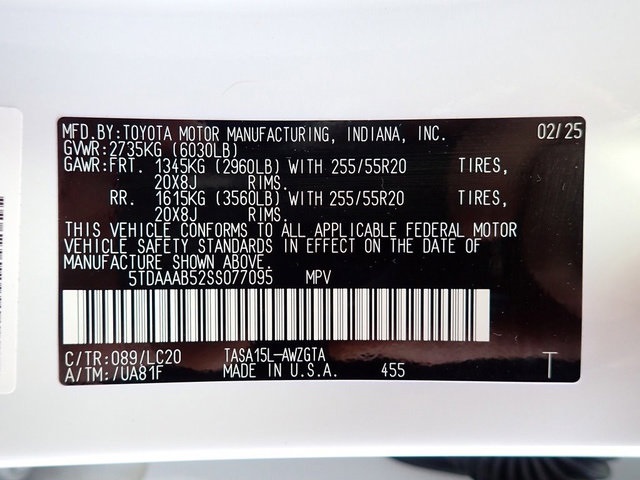 MFD.BY:TOYOTA MOTOR MANUFACTURING, INDIANA, INC. 02/25
GVWR:2735KG (6030LB)
GAWR:FRT. 1345KG (2960LB) WITH 255/55R20 TIRES,
20X8J RIMS.
RR. 1615KG (3560LB) WITH 255/55R20 TIRES,
20X8J RIMS.
THIS VEHICLE CONFORMS TO ALL APPLICABLE FEDERAL MOTOR
VEHICLE SAFETY STANDARDS IN EFFECT ON THE DATE OF
MANUFACTURE SHOWN ABOVE.
5TDAAAB52SS077095 MPV
C/TR:089/LC20 TASA15L-AWZGTA
A/TM:/UA81F MADE IN U.S.A. 455 T